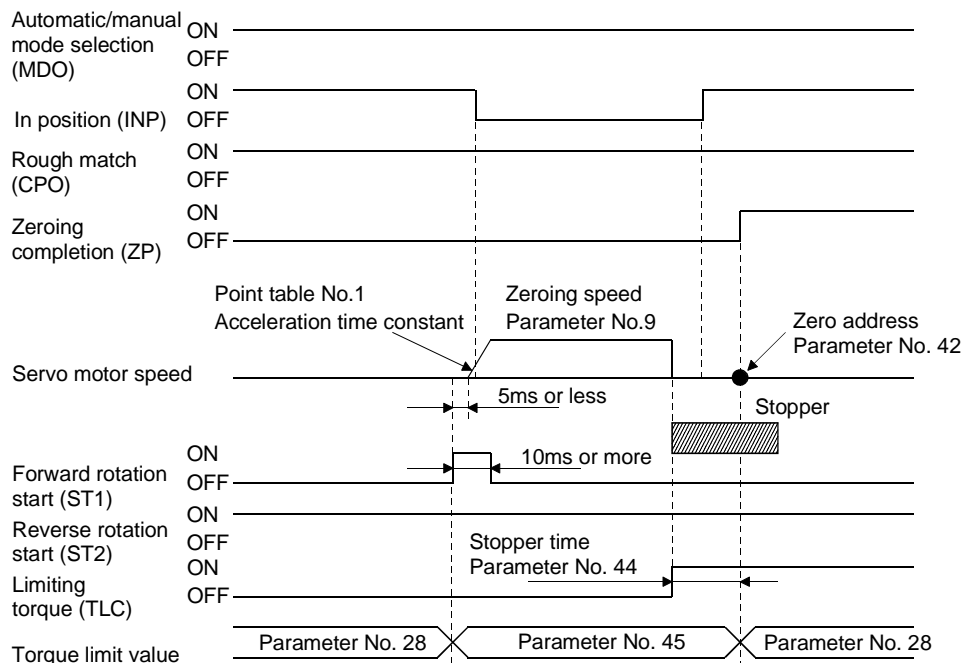 Automatic/manual
mode selection
(MDO)
ON
OFF
In position (INP)
ON
OFF
Rough match
(CPO)
ON
OFF
Zeroing
completion (ZP)
ON
OFF
Point table No.1
Acceleration time constant
Zeroing speed
Parameter No.9
Zero address
Parameter No. 42
Servo motor speed
5ms or less
Stopper
Forward rotation
start (ST1)
ON
OFF
10ms or more
Reverse rotation
start (ST2)
ON
OFF
Stopper time
Parameter No. 44
Limiting
torque (TLC)
ON
OFF
Torque limit value
Parameter No. 28
Parameter No. 45
Parameter No. 28